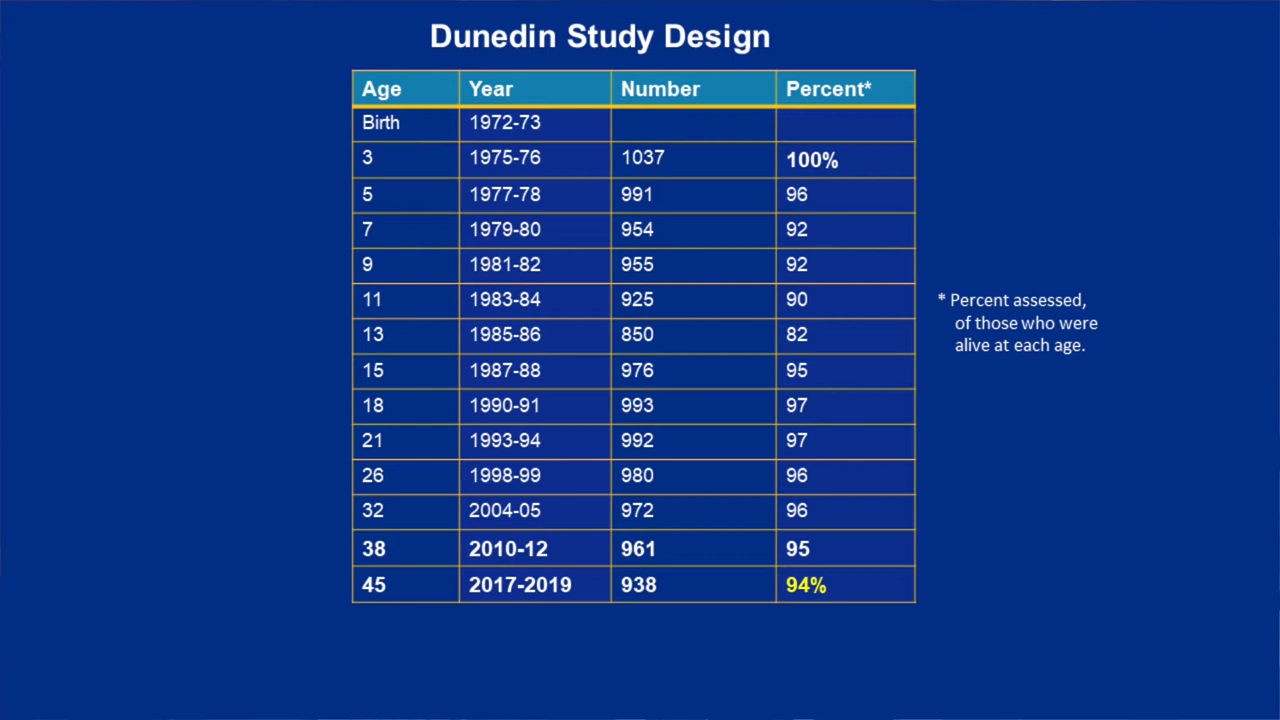 Dunedin Study Design
Age Year Number Percent*
Birth 1972-73
3 1975-76 1037 100%
5 1977-78 991 96
7 1979-80 954 92
9 1981-82 955 92
11 1983-84 925 90
13 1985-86 850 82
15 1987-88 976 95
18 1990-91 993 97
21 1993-94 992 97
26 1998-99 980 96
32 2004-05 972 96
38 2010-12 961 95
45 2017-2019 938 94%
* Percent assessed,
of those who were
alive at each age.